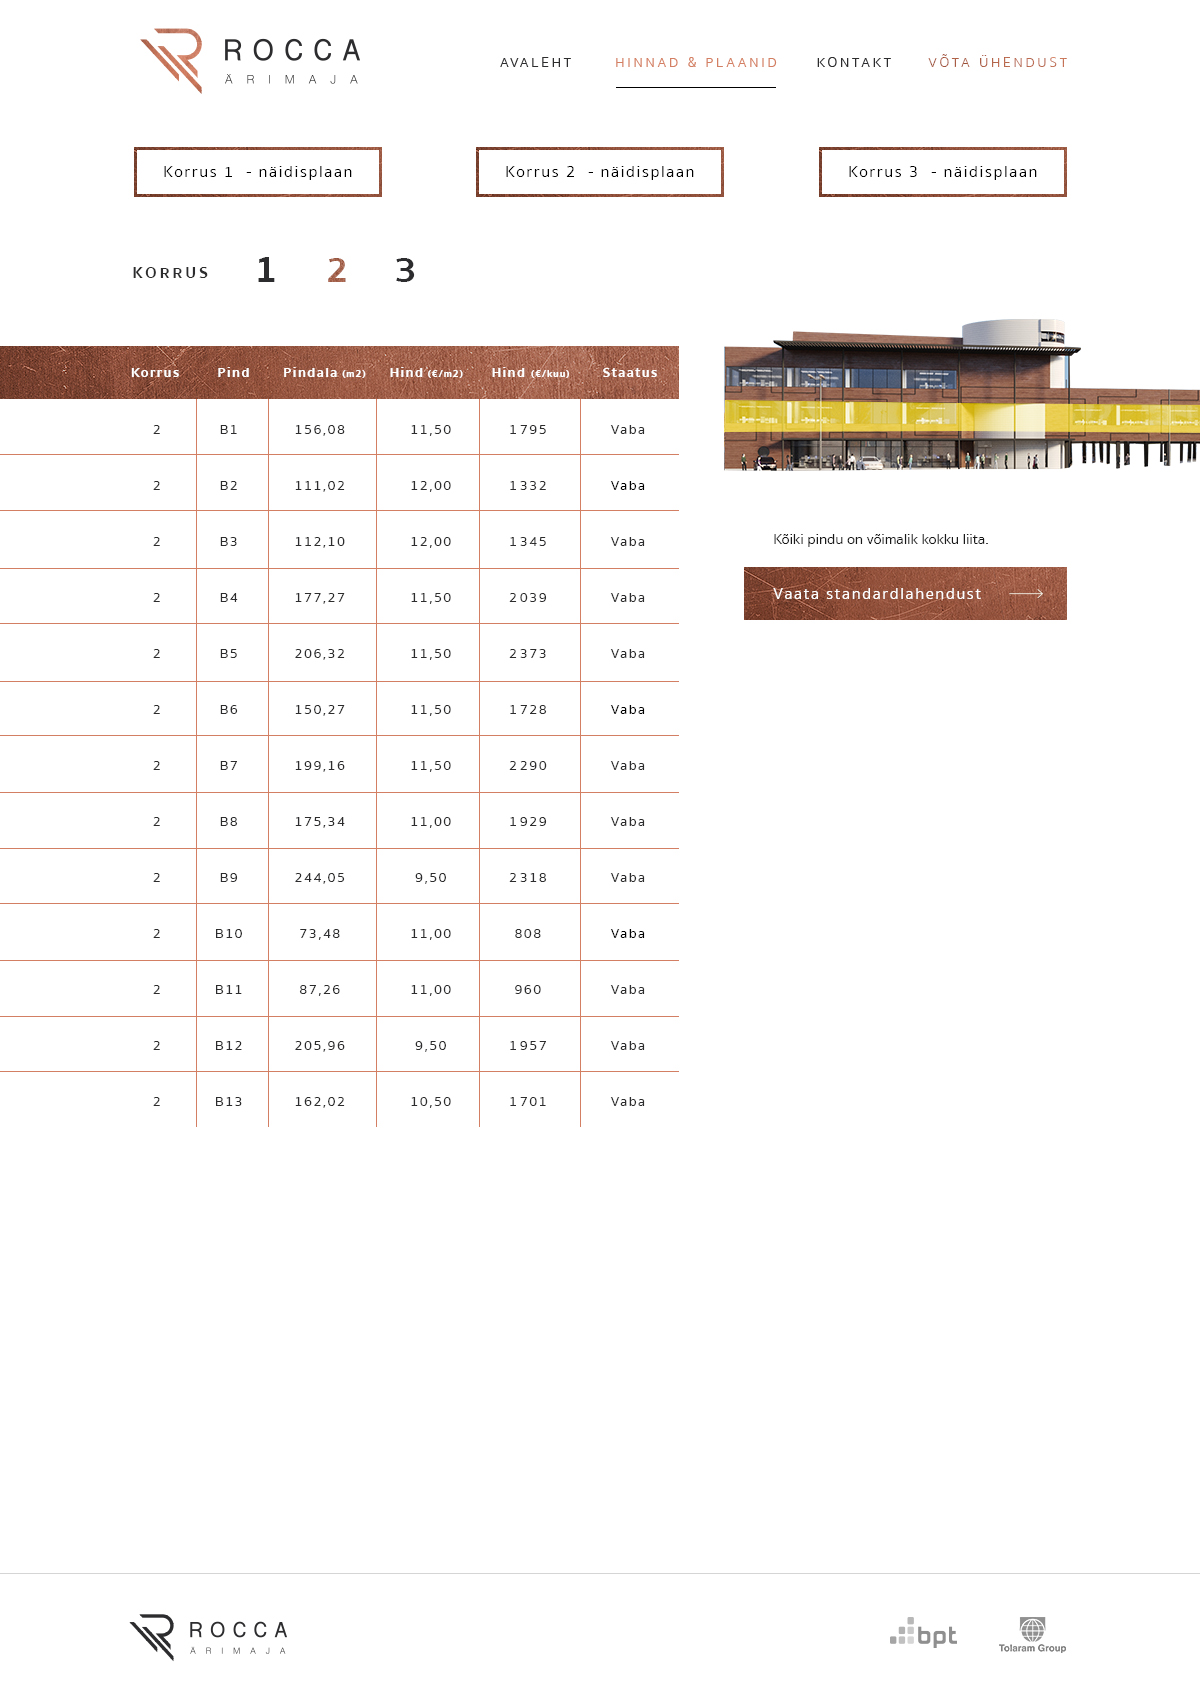 ROCCA
ÄRIMAJA
AVALEHT HINNAD & PLAANID KONTAKT VÕTA ÜHENDUST
Korrus 1 - näidisplaan
Korrus 2 - näidisplaan
Korrus 3 - näidisplaan
KORRUS 1 2 3
Korrus Pind Pindala (m2) Hind (€/m2) Hind (€/kuu) Staatus
2 B1 156,08 11,50 1795 Vaba
2 B2 111,02 12,00 1332 Vaba
2 B3 112,10 12,00 1345 Vaba
2 B4 177,27 11,50 2039 Vaba
2 B5 206,32 11,50 2373 Vaba
2 B6 150,27 11,50 1728 Vaba
2 B7 199,16 11,50 2290 Vaba
2 B8 175,34 11,00 1929 Vaba
2 B9 244,05 9,50 2318 Vaba
2 B10 73,48 11,00 808 Vaba
2 B11 87,26 11,00 960 Vaba
2 B12 205,96 9,50 1957 Vaba
2 B13 162,02 10,50 1701 Vaba
Kõiki pindu on võimalik kokku liita.
Vaata standardlahendust
ROCCA
ÄRIMAJA
bpt
Tolaram Group